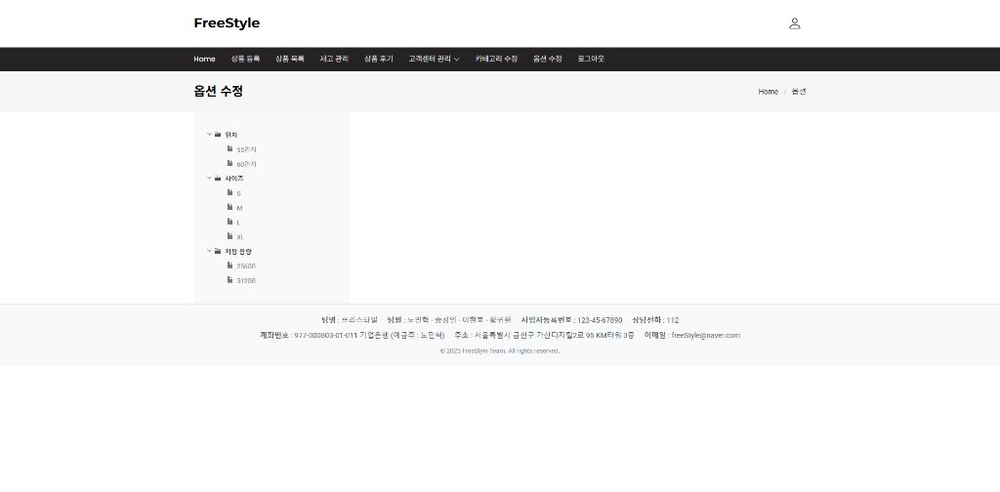 FreeStyle
Home 상품 등록 상품 목록 재고 관리 상품 후기 고객센터 관리 카테고리 수정 옵션 수정 로그아웃
옵션 수정
Home / 옵션
인치
55인치
60인치
사이즈
S
M
L
XL
저장 용량
256GB
512GB
팀명 : 프리스타일 팀원 : 노민혁 · 송성민 · 이현호 · 황귀환 사업자등록번호 : 123-45-67890 상담전화 : 112
계좌번호 : 977-000803-01-011 기업은행 (예금주 : 노민혁) 주소 : 서울특별시 금천구 가산디지털2로 95 KM타워 3층 이메일 : freeStyle@naver.com
© 2025 FreeStyle Team. All rights reserved.